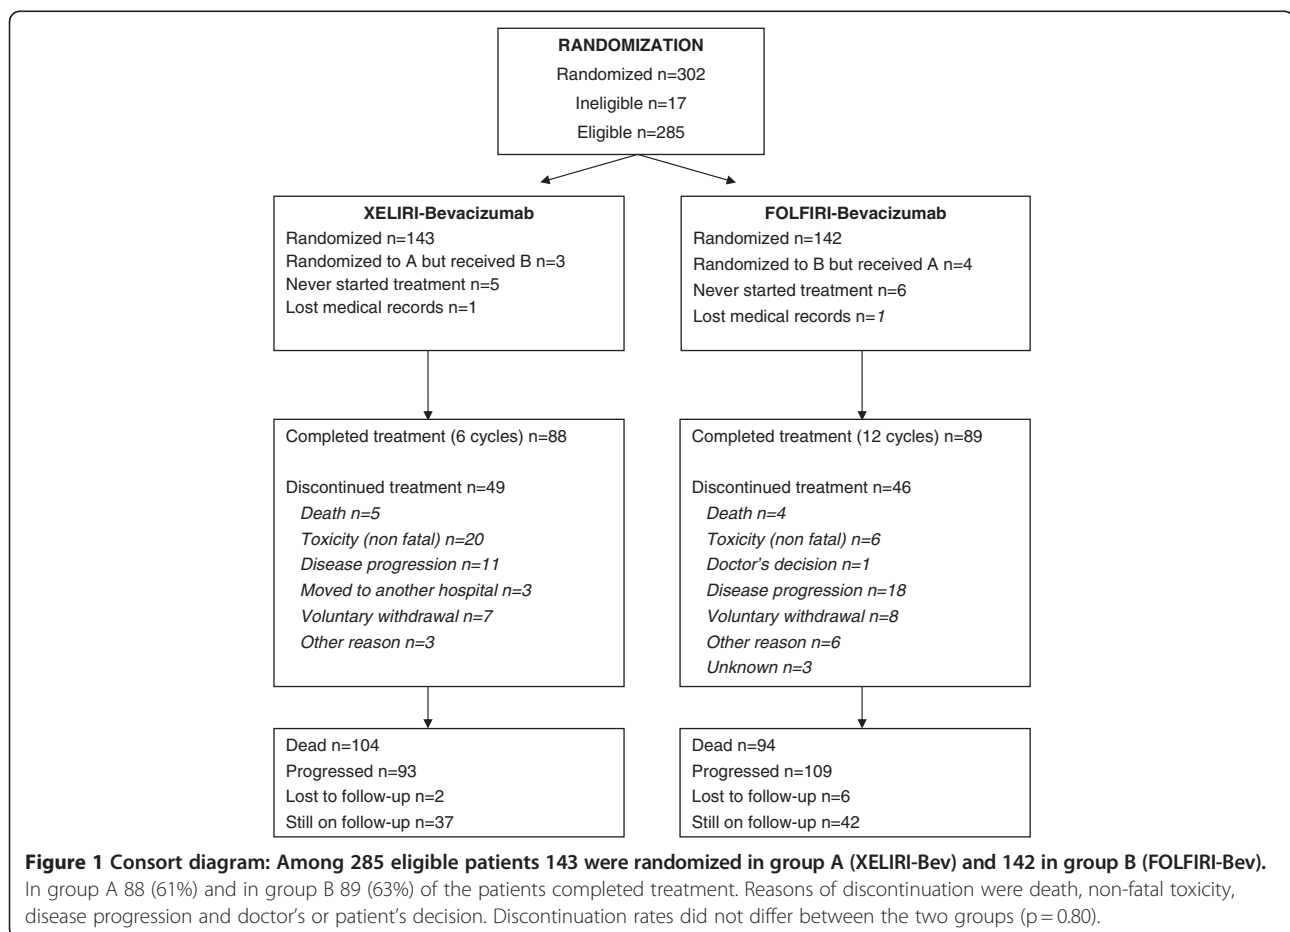 RANDOMIZATION
Randomized n=302
Ineligible n=17
Eligible n=285
XELIRI-Bevacizumab
Randomized n=143
Randomized to A but received B n=3
Never started treatment n=5
Lost medical records n=1
FOLFIRI-Bevacizumab
Randomized n=142
Randomized to B but received A n=4
Never started treatment n=6
Lost medical records n=1
Completed treatment (6 cycles) n=88
Discontinued treatment n=49
Death n=5
Toxicity (non fatal) n=20
Disease progression n=11
Moved to another hospital n=3
Voluntary withdrawal n=7
Other reason n=3
Completed treatment (12 cycles) n=89
Discontinued treatment n=46
Death n=4
Toxicity (non fatal) n=6
Doctor's decision n=1
Disease progression n=18
Voluntary withdrawal n=8
Other reason n=6
Unknown n=3
Dead n=104
Progressed n=93
Lost to follow-up n=2
Still on follow-up n=37
Dead n=94
Progressed n=109
Lost to follow-up n=6
Still on follow-up n=42
Figure 1 Consort diagram: Among 285 eligible patients 143 were randomized in group A (XELIRI-Bev) and 142 in group B (FOLFIRI-Bev).
In group A 88 (61%) and in group B 89 (63%) of the patients completed treatment. Reasons of discontinuation were death, non-fatal toxicity,
disease progression and doctor's or patient's decision. Discontinuation rates did not differ between the two groups (p = 0.80).